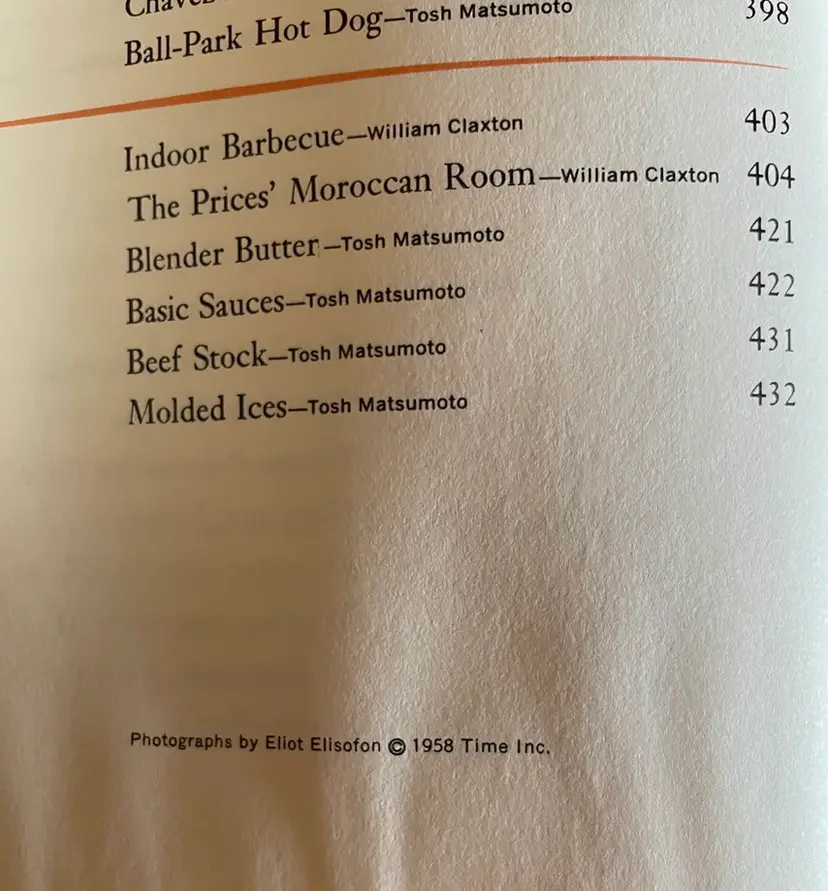 Chavez
Ball-Park Hot Dog—Tosh Matsumoto 398
Indoor Barbecue—William Claxton 403
The Prices' Moroccan Room—William Claxton 404
Blender Butter—Tosh Matsumoto 421
Basic Sauces—Tosh Matsumoto 422
Beef Stock—Tosh Matsumoto 431
Molded Ices—Tosh Matsumoto 432
Photographs by Eliot Elisofon © 1958 Time Inc.